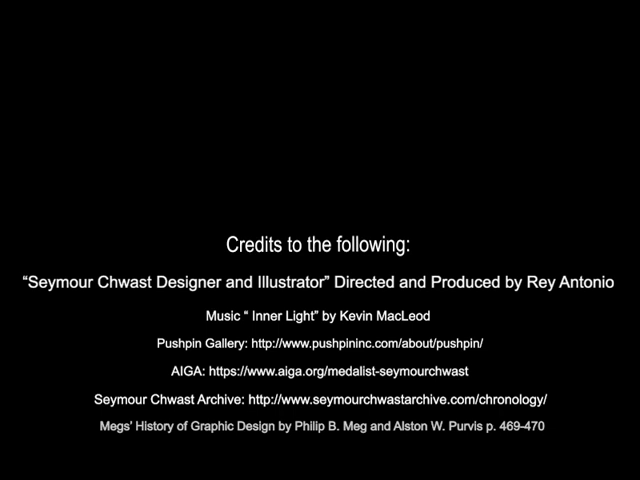 Credits to the following:
“Seymour Chwast Designer and Illustrator” Directed and Produced by Rey Antonio
Music “ Inner Light” by Kevin MacLeod
Pushpin Gallery: http://www.pushpininc.com/about/pushpin/
AIGA: https://www.aiga.org/medalist-seymourchwast
Seymour Chwast Archive: http://www.seymourchwastarchive.com/chronology/
Megs’ History of Graphic Design by Philip B. Meg and Alston W. Purvis p. 469-470